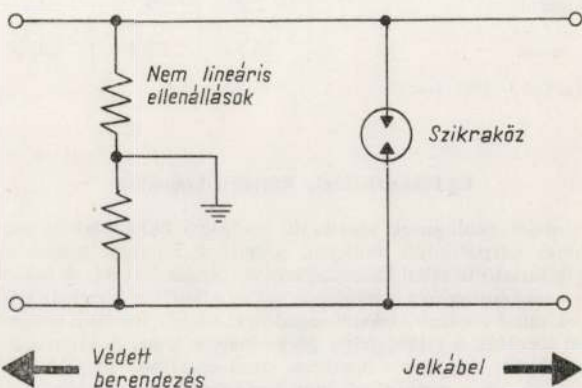 Nem lineáris
ellenállások
Szikraköz
Védett
berendezés
Jelkábel